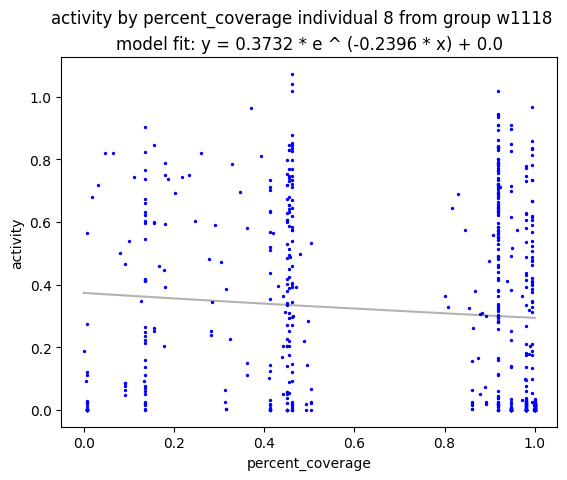 activity by percent_coverage individual 8 from group w1118
model fit: y = 0.3732 * e ^ (-0.2396 * x) + 0.0
activity
1.0
0.8
0.6
0.4
0.2
0.0
0.0 0.2 0.4 0.6 0.8 1.0
percent_coverage